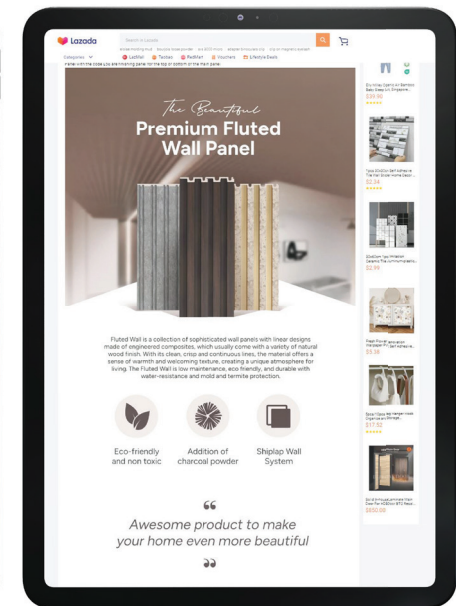 Lazada
Search in Lazada
Categories
LazMall
RedMart
Vouchers
Lifestyle Deals
The Beautiful
Premium Fluted
Wall Panel
Fluted Wall is a collection of sophisticated wall panels with linear designs
made of engineered composites, which usually come with a variety of natural
wood finish. With its clean, crisp and continuous lines, the material offers a
sense of warmth and welcoming texture, creating a unique atmosphere for
living. The Fluted Wall is low maintenance, eco friendly, and durable with
water-resistance and mold and termite protection.
Eco-friendly
and non toxic
Addition of
charcoal powder
Shiplap Wall
System
“
Awesome product to make
your home even more beautiful
”
$39.90
$2.34
$2.99
$5.38
$17.92
$850.00